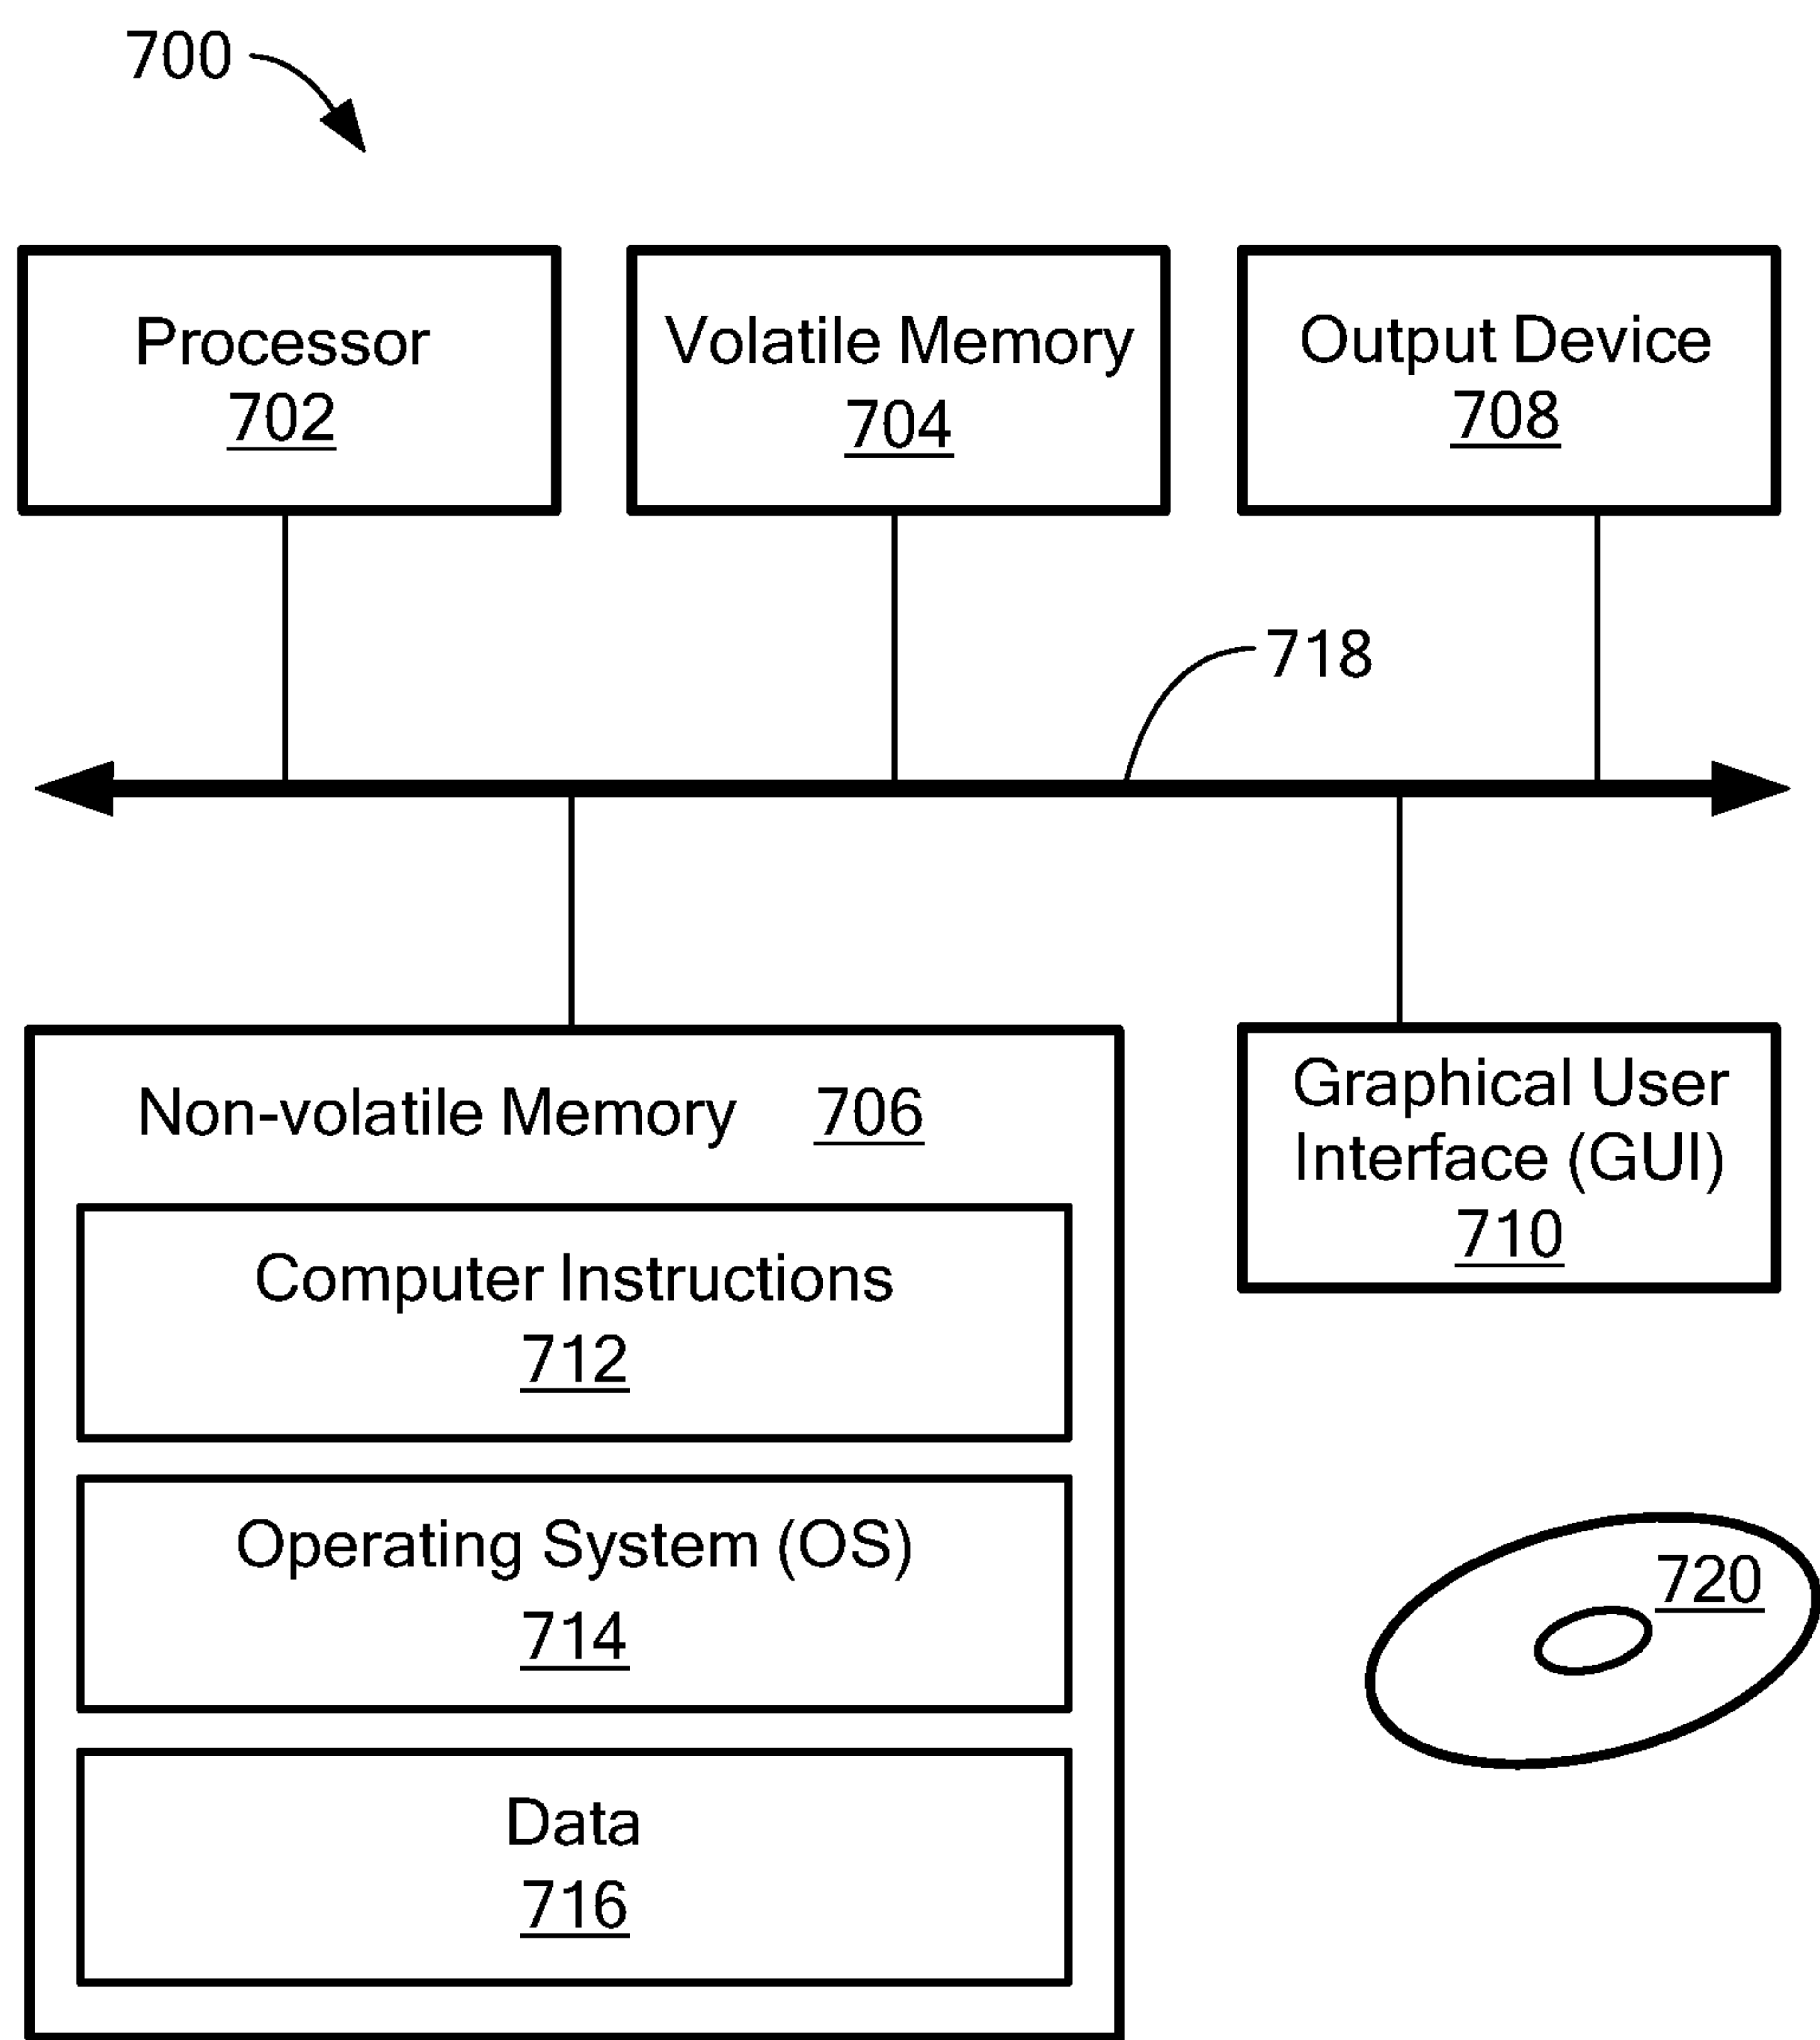 700
Processor
702
Volatile Memory
704
Output Device
708
718
Non-volatile Memory 706
Computer Instructions
712
Operating System (OS)
714
Data
716
Graphical User
Interface (GUI)
710
720